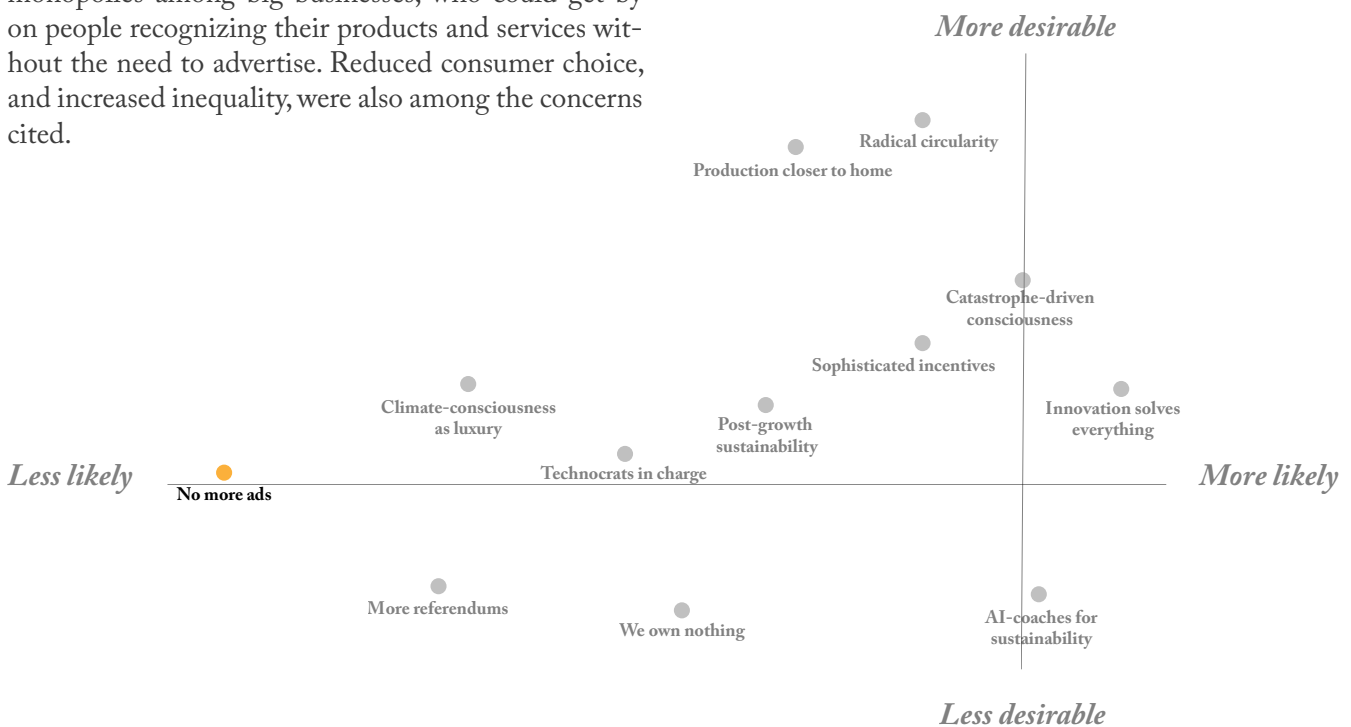 monopolies among big businesses, who could get by
on people recognizing their products and services wit-
hout the need to advertise. Reduced consumer choice,
and increased inequality, were also among the concerns
cited.
More desirable
Radical circularity
Production closer to home
Catastrophe-driven
consciousness
Sophisticated incentives
Climate-consciousness
as luxury
Post-growth
sustainability
Innovation solves
everything
Technocrats in charge
Less likely
No more ads
More likely
More referendums
We own nothing
AI-coaches for
sustainability
Less desirable